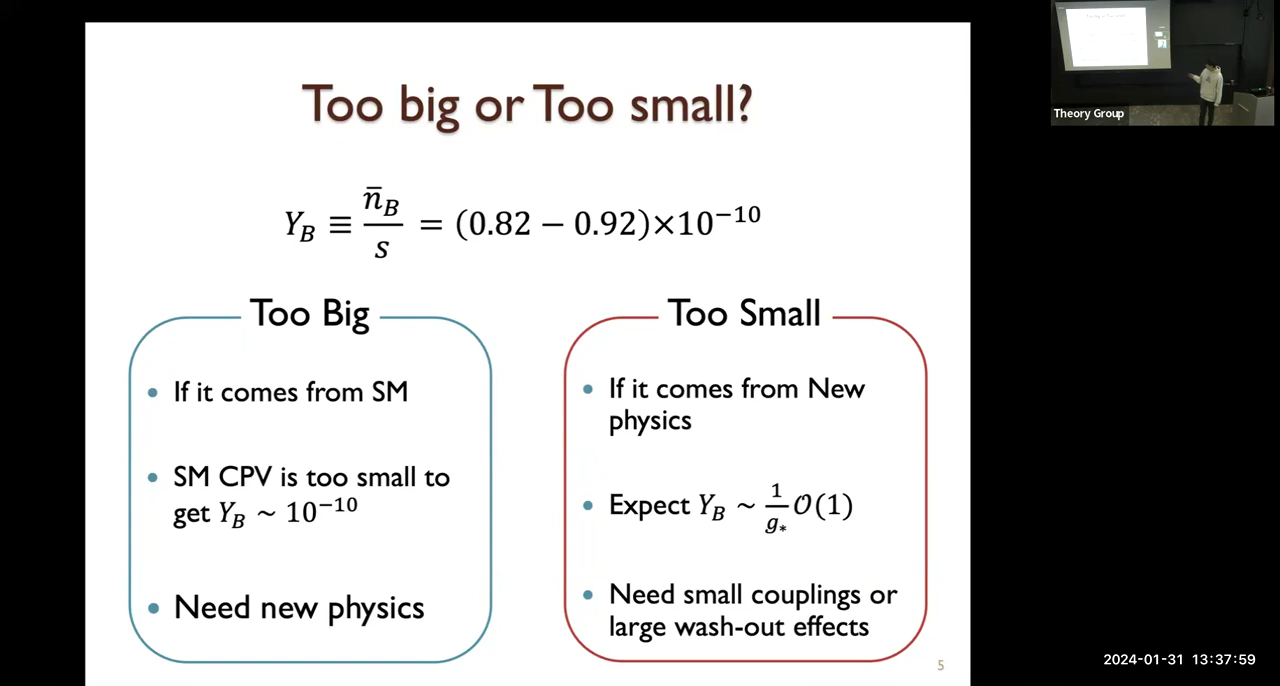 Too big or Too small?
Y_B ≡ n̄_B / s = (0.82 − 0.92)×10⁻¹⁰
Too Big
• If it comes from SM
• SM CPV is too small to
get Y_B ~ 10⁻¹⁰
• Need new physics
Too Small
• If it comes from New
physics
• Expect Y_B ~ 1/g_* 𝒪(1)
• Need small couplings or
large wash-out effects
5
Theory Group
2024-01-31 13:37:59